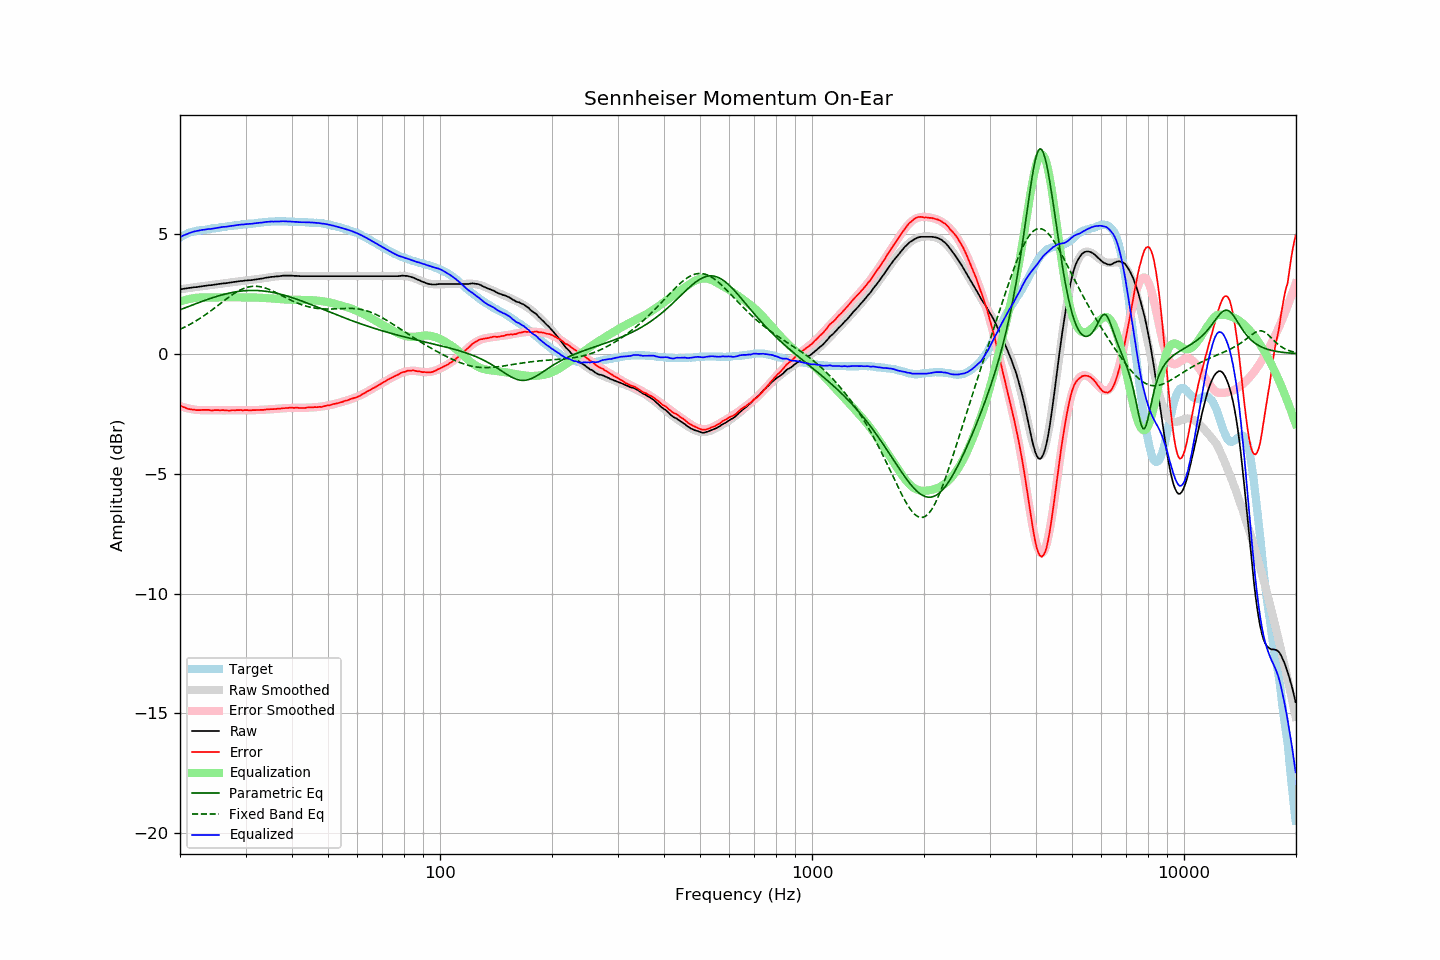 Sennheiser Momentum On-Ear
Amplitude (dBr)
5
0
−5
−10
−15
−20
Target
Raw Smoothed
Error Smoothed
Raw
Error
Equalization
Parametric Eq
Fixed Band Eq
Equalized
100
1000
10000
Frequency (Hz)